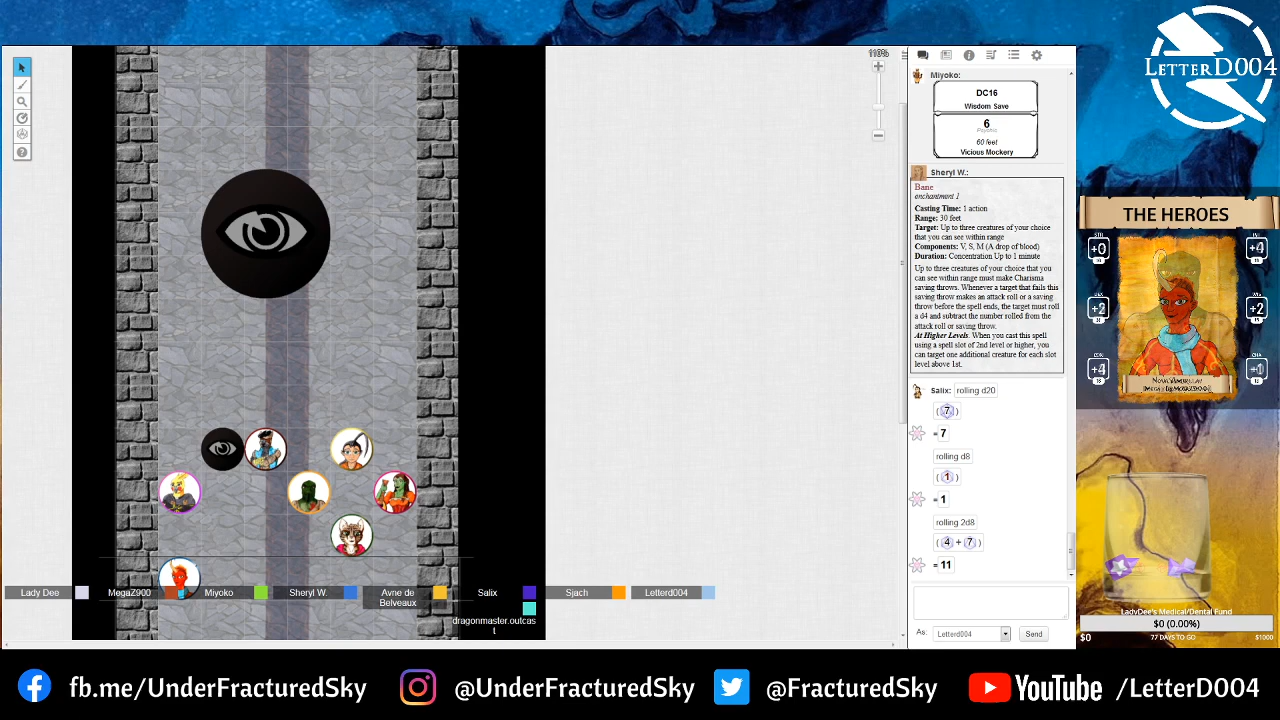 110%
LETTERD004
Miyoko:
DC16
Wisdom Save
6
Psychic
60 feet
Vicious Mockery
Sheryl W.:
Bane
enchantment 1
Casting Time: 1 action
Range: 30 feet
Target: Up to three creatures of your choice
that you can see within range
Components: V, S, M (A drop of blood)
Duration: Concentration Up to 1 minute
Up to three creatures of your choice that you
can see within range must make Charisma
saving throws. Whenever a target that fails this
saving throw makes an attack roll or a saving
throw before the spell ends, the target must roll
a d4 and subtract the number rolled from the
attack roll or saving throw.
At Higher Levels. When you cast this spell
using a spell slot of 2nd level or higher, you
can target one additional creature for each slot
level above 1st.
Salix: rolling d20
(7)
=7
rolling d8
(1)
=1
rolling 2d8
(4+7)
=11
As: Letterd004 Send
THE HEROES
+0
+4
+2
+2
+4
+0
Lady Dee
MegaZ900
Miyoko
Sheryl W.
Avne de
Belveaux
Salix
Sjach
Letterd004
dragonmaster.outcas
t
LadyDee's Medical/Dental Fund
$0 (0.00%)
$0 77 DAYS TO GO $1000
fb.me/UnderFracturedSky @UnderFracturedSky @FracturedSky YouTube /LetterD004